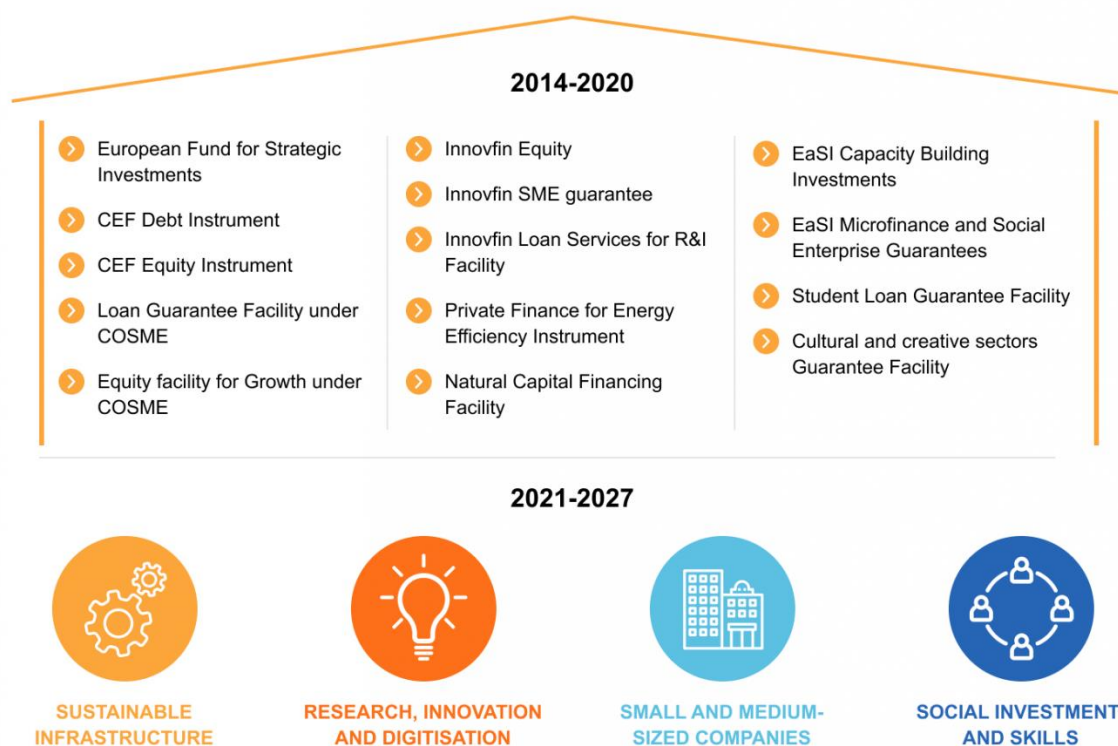 2014-2020
European Fund for Strategic
Investments
CEF Debt Instrument
CEF Equity Instrument
Loan Guarantee Facility under
COSME
Equity facility for Growth under
COSME
Innovfin Equity
Innovfin SME guarantee
Innovfin Loan Services for R&I
Facility
Private Finance for Energy
Efficiency Instrument
Natural Capital Financing
Facility
EaSI Capacity Building
Investments
EaSI Microfinance and Social
Enterprise Guarantees
Student Loan Guarantee Facility
Cultural and creative sectors
Guarantee Facility
2021-2027
SUSTAINABLE
INFRASTRUCTURE
RESEARCH, INNOVATION
AND DIGITISATION
SMALL AND MEDIUM-
SIZED COMPANIES
SOCIAL INVESTMENT
AND SKILLS